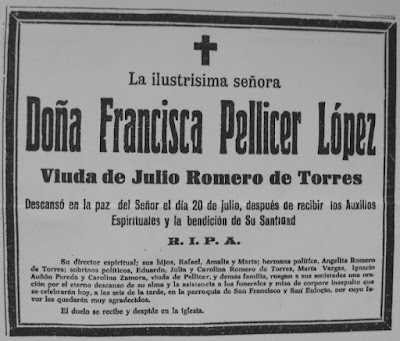 La ilustrisima señora
Doña Francisca Pellicer López
Viuda de Julio Romero de Torres
Descansó en la paz del Señor el día 20 de julio, después de recibir los Auxilios
Espirituales y la bendición de Su Santidad
R. I. P. A.
Su director espiritual; sus hijos, Rafael, Amalia y María; hermana política, Angelita Romero
de Torres; sobrinos políticos, Eduardo, Julia y Carolina Romero de Torres, María Vargas, Ignacio
Auñón Pereda y Carolina Zamora, viuda de Pellicer, y demás familia, ruegan a sus amistades una ora-
ción por el eterno descanso de su alma y la asistencia a los funerales y misa de corpore insepulto que
se celebrarán hoy, a las seis de la tarde, en la parroquia de San Francisco y San Eulogio, por cuyo fa-
vor les quedarán muy agradecidos.
El duelo se recibe y despide en la iglesia.